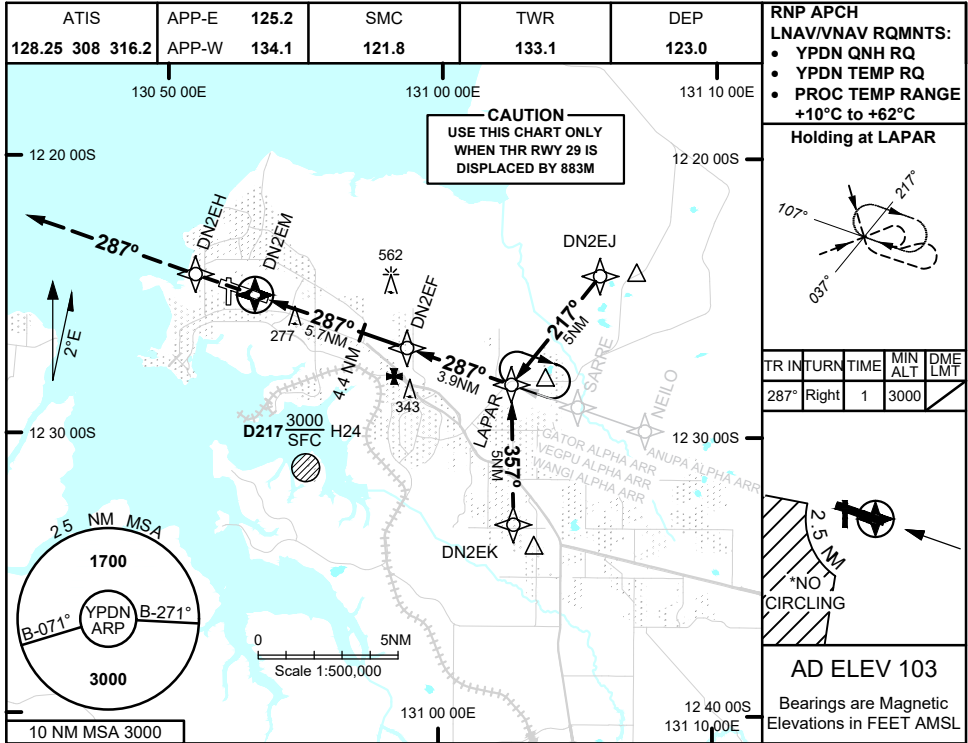 ATIS
128.25 308 316.2
APP-E 125.2
APP-W 134.1
SMC
121.8
TWR
133.1
DEP
123.0
RNP APCH
LNAV/VNAV RQMNTS:
• YPDN QNH RQ
• YPDN TEMP RQ
• PROC TEMP RANGE
+10°C to +62°C
130 50 00E
131 00 00E
131 10 00E
CAUTION
USE THIS CHART ONLY
WHEN THR RWY 29 IS
DISPLACED BY 883M
12 20 00S
12 20 00S
Holding at LAPAR
217°
107°
037°
TR IN TURN TIME MIN ALT DME LMT
287° Right 1 3000
DN2EH
DN2EM
287°
562
DN2EF
DN2EJ
2°E
277
287°
5.7NM
4.4 NM
287°
3.9NM
217°
5NM
343
LAPAR
SARRE
NEILO
12 30 00S
12 30 00S
D217 3000 H24
SFC
357°
5NM
GATOR ALPHA ARR
VEGPU ALPHA ARR
WANGI ALPHA ARR
ANUPA ALPHA ARR
DN2EK
2.5 NM
*NO
CIRCLING
2.5 NM MSA
1700
B-071°
YPDN
ARP
B-271°
3000
0 5NM
Scale 1:500,000
10 NM MSA 3000
131 00 00E
12 40 00S
131 10 00E
AD ELEV 103
Bearings are Magnetic
Elevations in FEET AMSL